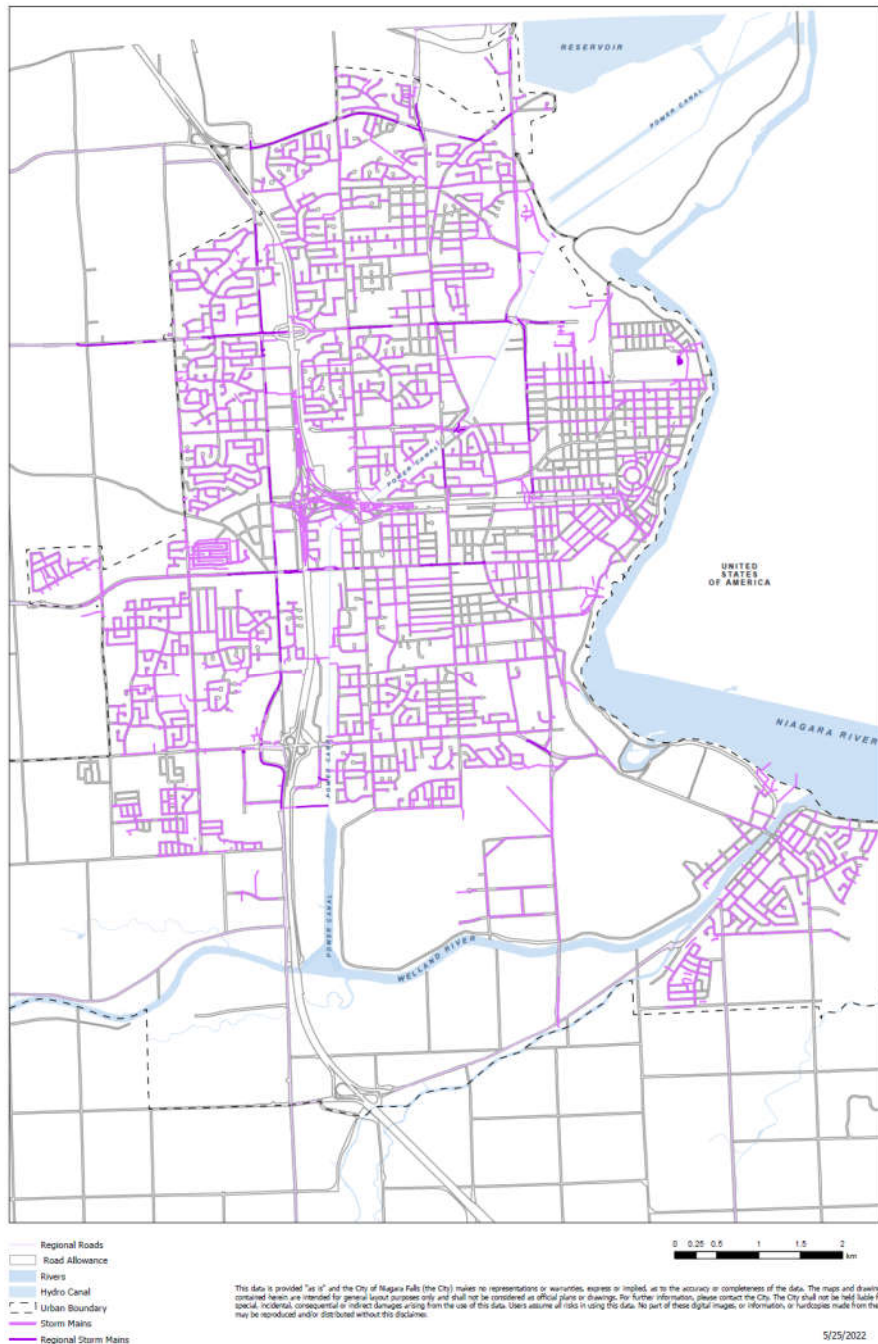 RESERVOIR
POWER CANAL
POWER CANAL
UNITED
STATES
OF AMERICA
NIAGARA RIVER
POWER CANAL
POWER CANAL
WELLAND RIVER
Regional Roads
Road Allowance
Rivers
Hydro Canal
Urban Boundary
Storm Mains
Regional Storm Mains
0 0.25 0.5 1 1.5 2
km
This data is provided "as is" and the City of Niagara Falls (the City) makes no representations or warranties, express or implied, as to the accuracy or completeness of the data. The maps and drawin
contained herein are intended for general layout purposes only and shall not be considered as official plans or drawings. For further information, please contact the City. The City shall not be held liable f
special, incidental, consequential or indirect damages arising from the use of this data. Users assume all risks in using this data. No part of these digital images, or information, or hardcopies made from the
may be reproduced and/or distributed without this disclaimer.
5/25/2022